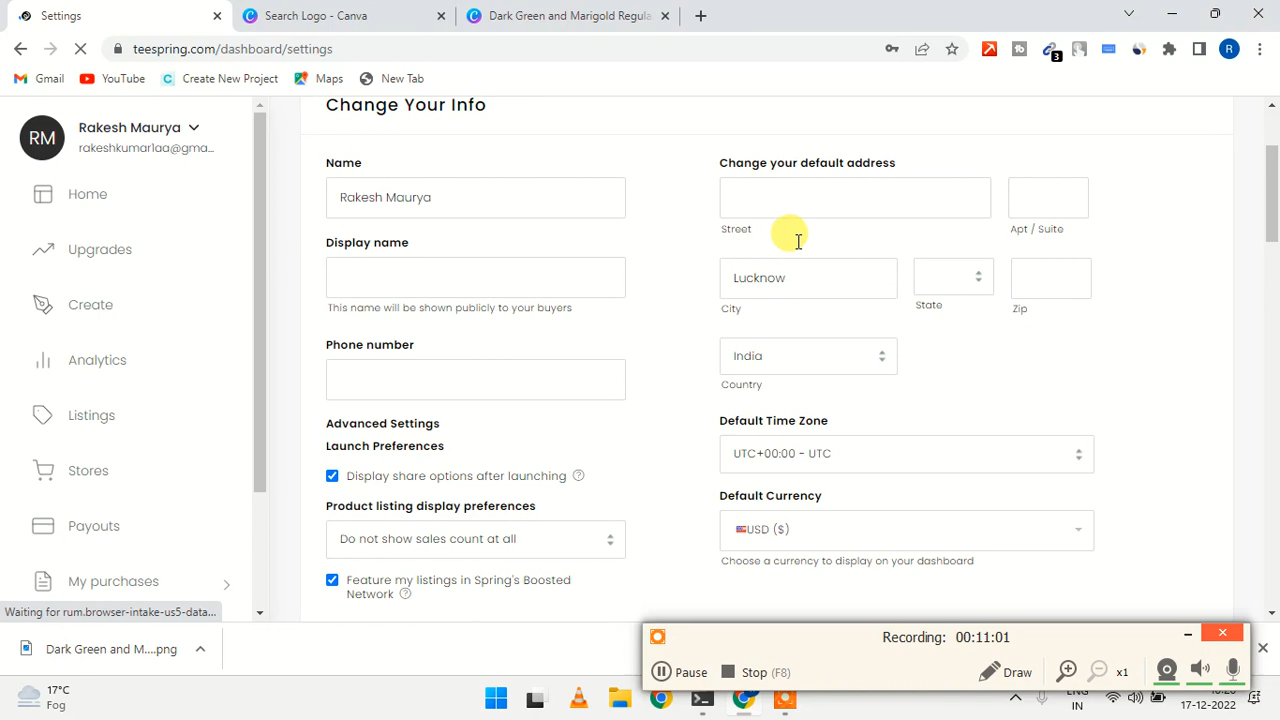 Settings
Search Logo - Canva
Dark Green and Marigold Regula
teespring.com/dashboard/settings
3
R
Gmail
YouTube
Create New Project
Maps
New Tab
Change Your Info
RM
Rakesh Maurya
rakeshkumarlaa@gma...
Home
Upgrades
Create
Analytics
Listings
Stores
Payouts
My purchases
Name
Rakesh Maurya
Display name
This name will be shown publicly to your buyers
Phone number
Advanced Settings
Launch Preferences
Display share options after launching
Product listing display preferences
Do not show sales count at all
Feature my listings in Spring's Boosted
Network
Change your default address
Street
Apt / Suite
Lucknow
City
State
Zip
India
Country
Default Time Zone
UTC+00:00 - UTC
Default Currency
USD ($)
Choose a currency to display on your dashboard
Waiting for rum.browser-intake-us5-data...
Dark Green and M....png
Recording: 00:11:01
Pause
Stop (F8)
Draw
x1
17°C
Fog
ENG
IN
17-12-2022